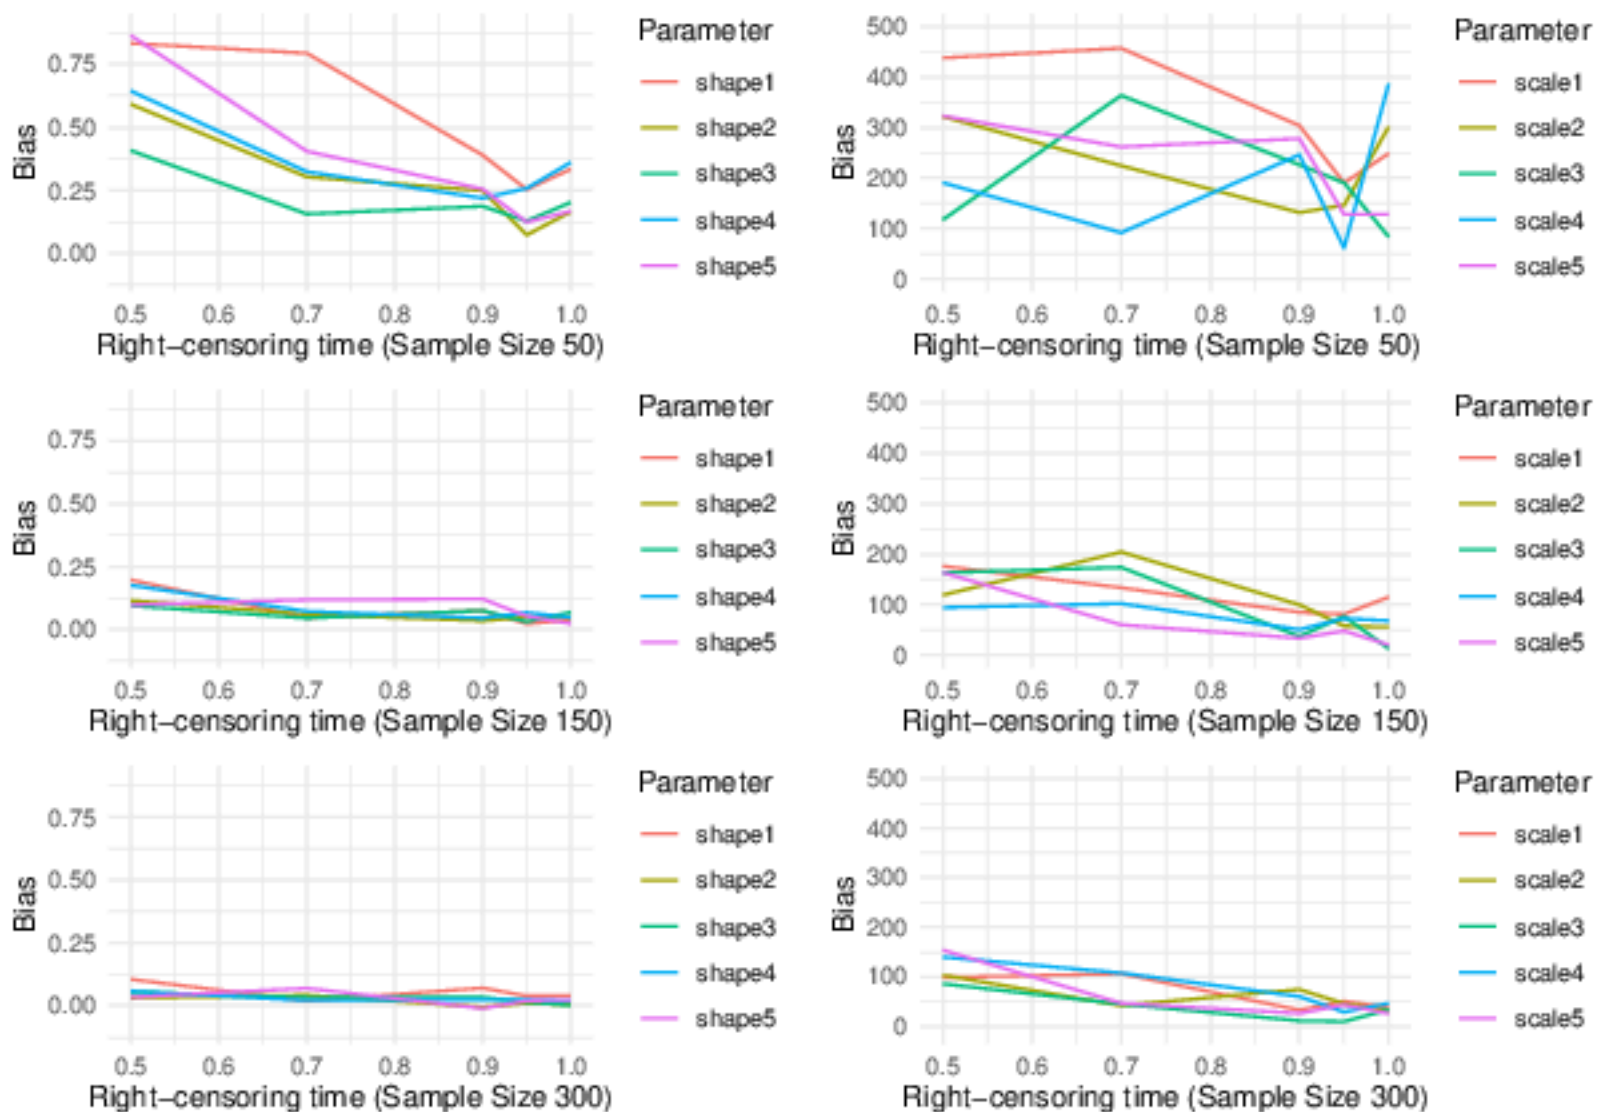 Parameter
shape1
shape2
shape3
shape4
shape5
Bias
0.75
0.50
0.25
0.00
0.5 0.6 0.7 0.8 0.9 1.0
Right-censoring time (Sample Size 50)
Parameter
scale1
scale2
scale3
scale4
scale5
Bias
500
400
300
200
100
0
0.5 0.6 0.7 0.8 0.9 1.0
Right-censoring time (Sample Size 50)
Parameter
shape1
shape2
shape3
shape4
shape5
Bias
0.75
0.50
0.25
0.00
0.5 0.6 0.7 0.8 0.9 1.0
Right-censoring time (Sample Size 150)
Parameter
scale1
scale2
scale3
scale4
scale5
Bias
500
400
300
200
100
0
0.5 0.6 0.7 0.8 0.9 1.0
Right-censoring time (Sample Size 150)
Parameter
shape1
shape2
shape3
shape4
shape5
Bias
0.75
0.50
0.25
0.00
0.5 0.6 0.7 0.8 0.9 1.0
Right-censoring time (Sample Size 300)
Parameter
scale1
scale2
scale3
scale4
scale5
Bias
500
400
300
200
100
0
0.5 0.6 0.7 0.8 0.9 1.0
Right-censoring time (Sample Size 300)